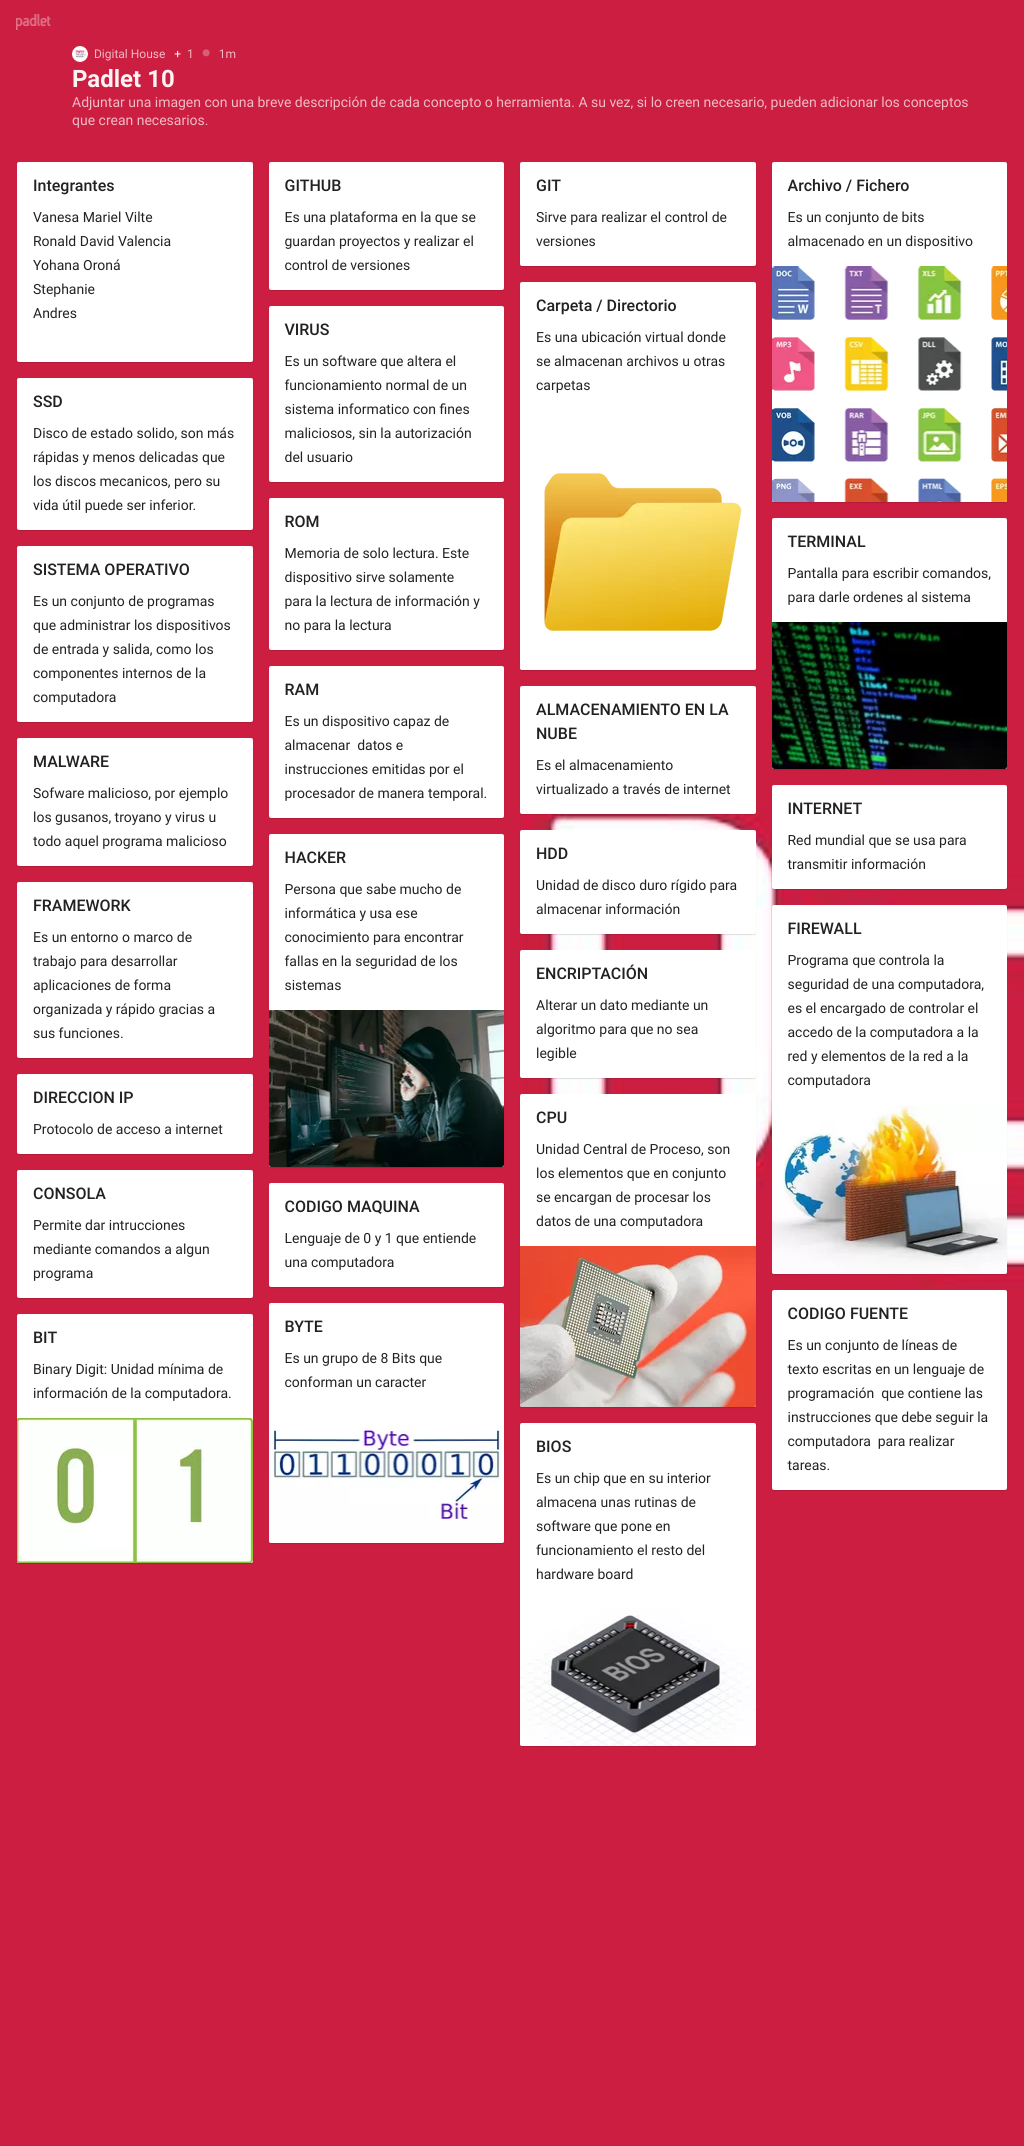 padlet
Digital House + 1 1m
Padlet 10
Adjuntar una imagen con una breve descripción de cada concepto o herramienta. A su vez, si lo creen necesario, pueden adicionar los conceptos
que crean necesarios.
Integrantes
Vanesa Mariel Vilte
Ronald David Valencia
Yohana Oroná
Stephanie
Andres
SSD
Disco de estado solido, son más
rápidas y menos delicadas que
los discos mecanicos, pero su
vida útil puede ser inferior.
SISTEMA OPERATIVO
Es un conjunto de programas
que administrar los dispositivos
de entrada y salida, como los
componentes internos de la
computadora
MALWARE
Sofware malicioso, por ejemplo
los gusanos, troyano y virus u
todo aquel programa malicioso
FRAMEWORK
Es un entorno o marco de
trabajo para desarrollar
aplicaciones de forma
organizada y rápido gracias a
sus funciones.
DIRECCION IP
Protocolo de acceso a internet
CONSOLA
Permite dar intrucciones
mediante comandos a algun
programa
BIT
Binary Digit: Unidad mínima de
información de la computadora.
0 1
GITHUB
Es una plataforma en la que se
guardan proyectos y realizar el
control de versiones
VIRUS
Es un software que altera el
funcionamiento normal de un
sistema informatico con fines
maliciosos, sin la autorización
del usuario
ROM
Memoria de solo lectura. Este
dispositivo sirve solamente
para la lectura de información y
no para la lectura
RAM
Es un dispositivo capaz de
almacenar  datos e
instrucciones emitidas por el
procesador de manera temporal.
HACKER
Persona que sabe mucho de
informática y usa ese
conocimiento para encontrar
fallas en la seguridad de los
sistemas
CODIGO MAQUINA
Lenguaje de 0 y 1 que entiende
una computadora
BYTE
Es un grupo de 8 Bits que
conforman un caracter
Byte
0 1 1 0 0 0 1 0
Bit
GIT
Sirve para realizar el control de
versiones
Carpeta / Directorio
Es una ubicación virtual donde
se almacenan archivos u otras
carpetas
ALMACENAMIENTO EN LA
NUBE
Es el almacenamiento
virtualizado a través de internet
HDD
Unidad de disco duro rígido para
almacenar información
ENCRIPTACIÓN
Alterar un dato mediante un
algoritmo para que no sea
legible
CPU
Unidad Central de Proceso, son
los elementos que en conjunto
se encargan de procesar los
datos de una computadora
BIOS
Es un chip que en su interior
almacena unas rutinas de
software que pone en
funcionamiento el resto del
hardware board
BIOS
Archivo / Fichero
Es un conjunto de bits
almacenado en un dispositivo
DOC TXT XLS PPT
W T
MP3 CSV DLL MO
VOB RAR JPG EM
PNG EXE HTML EPS
TERMINAL
Pantalla para escribir comandos,
para darle ordenes al sistema
INTERNET
Red mundial que se usa para
transmitir información
FIREWALL
Programa que controla la
seguridad de una computadora,
es el encargado de controlar el
accedo de la computadora a la
red y elementos de la red a la
computadora
CODIGO FUENTE
Es un conjunto de líneas de
texto escritas en un lenguaje de
programación  que contiene las
instrucciones que debe seguir la
computadora  para realizar
tareas.